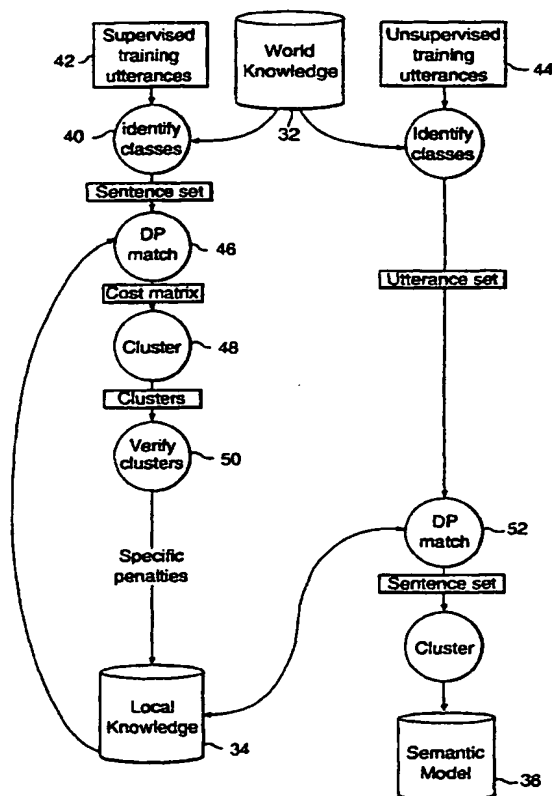 42
Supervised
training
utterances
World
Knowledge
32
Unsupervised
training
utterances
44
40
identify
classes
Identify
classes
Sentence set
DP
match
46
Cost matrix
Utterance set
Cluster
48
Clusters
Verify
clusters
50
Specific
penalties
DP
match
52
Sentence set
Cluster
Local
Knowledge
34
Semantic
Model
36